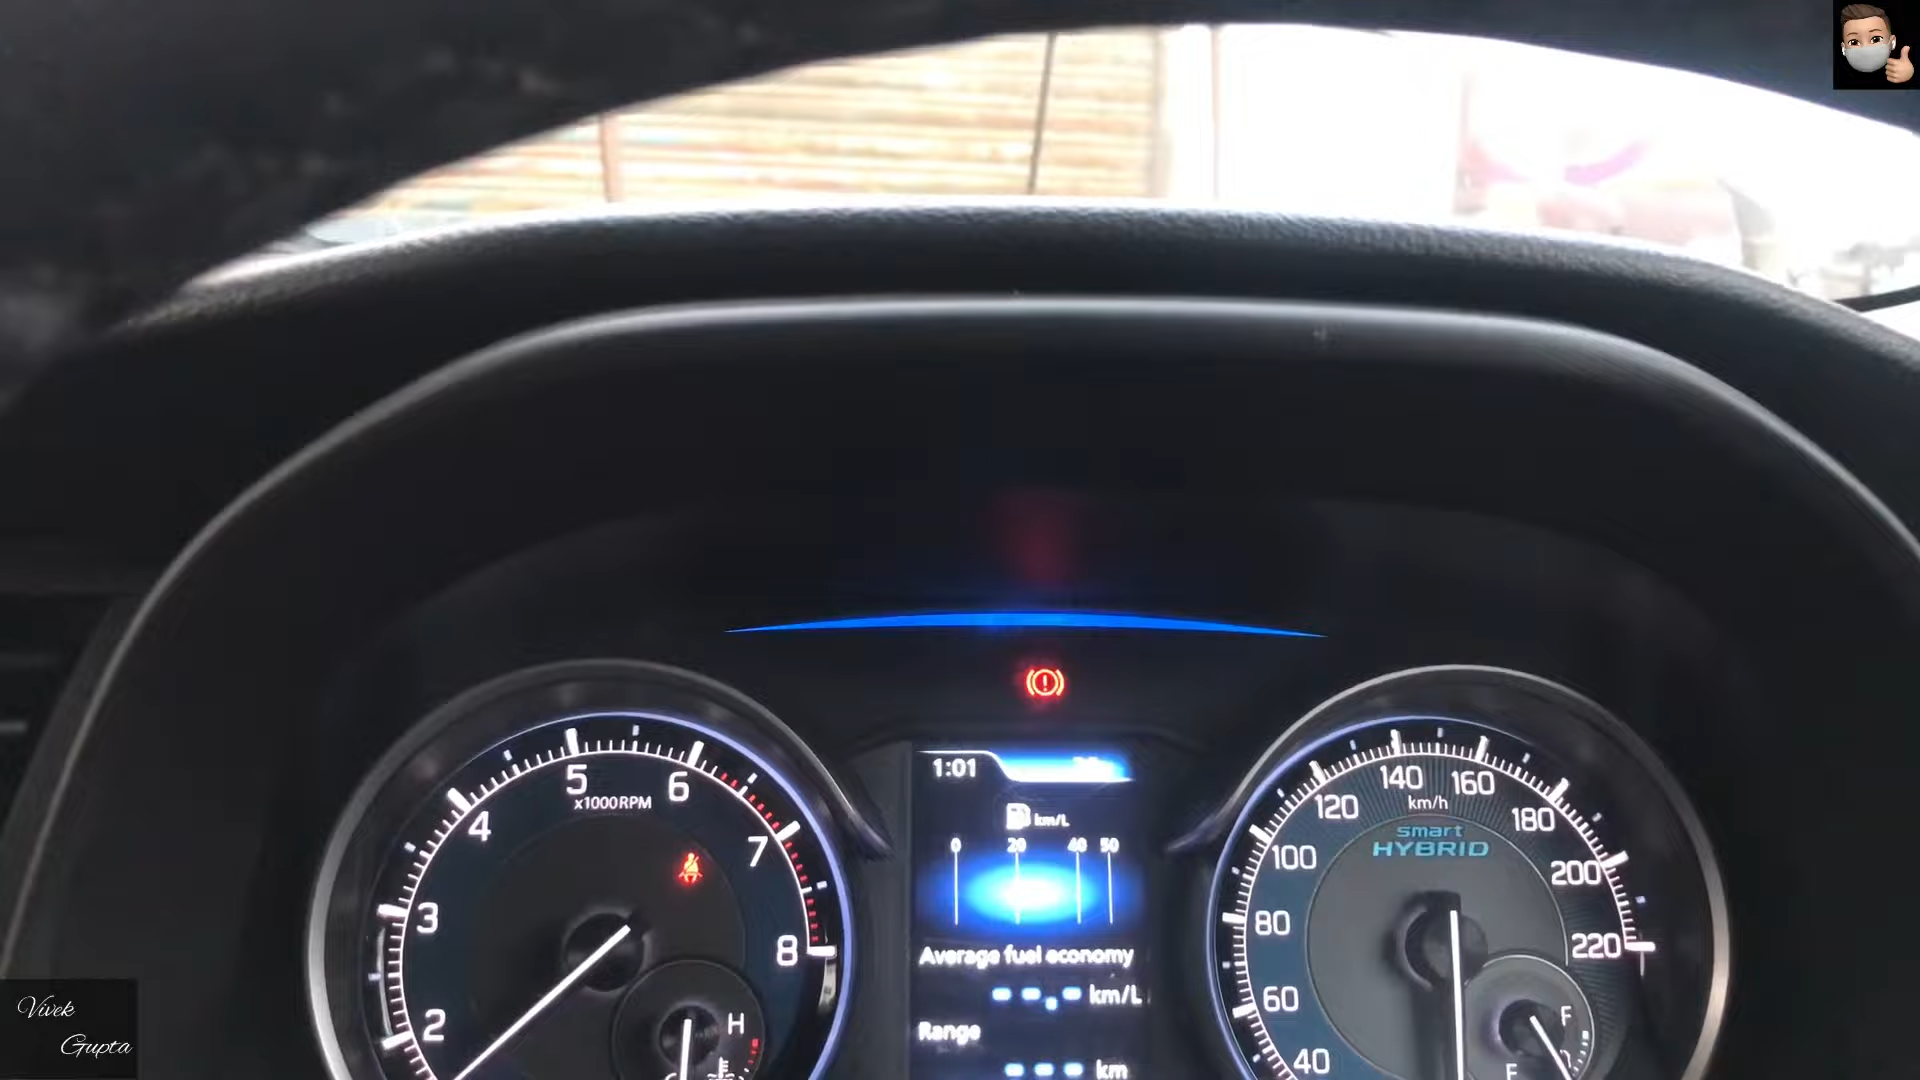 1:01
km/L
0 20 40 50
Average fuel economy
--.- km/L
Range
--- km
2
3
4
5
6
7
8
x1000RPM
H
40
60
80
100
120
140
160
180
200
220
km/h
smart
HYBRID
F
Vivek
Gupta